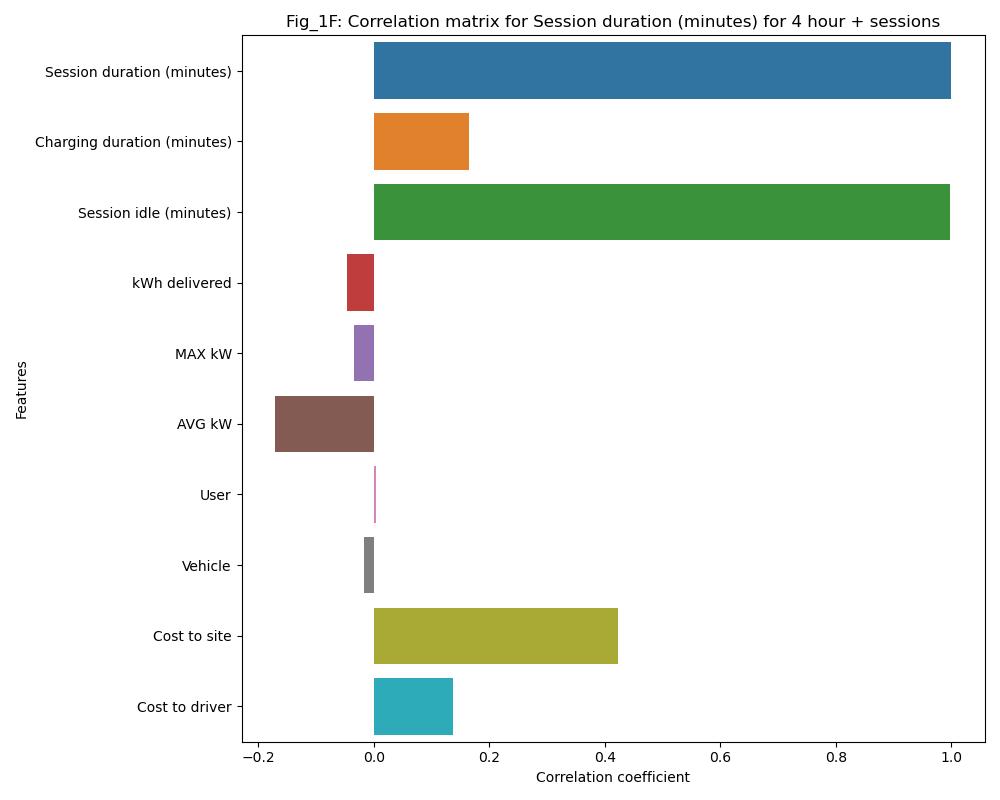 Fig_1F: Correlation matrix for Session duration (minutes) for 4 hour + sessions
Session duration (minutes)
Charging duration (minutes)
Session idle (minutes)
kWh delivered
MAX kW
AVG kW
User
Vehicle
Cost to site
Cost to driver
Features
−0.2 0.0 0.2 0.4 0.6 0.8 1.0
Correlation coefficient